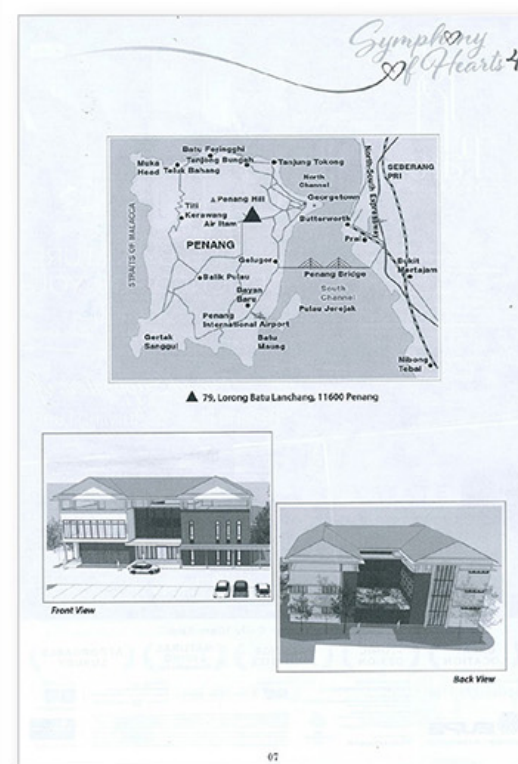 Symphony
of Hearts 4
Batu Feringghi
Tanjong Bungah
Tanjung Tokong
Muka
Head
Teluk Bahang
North
Channel
North-South Expressway
SEBERANG
PRI
Penang Hill
Georgetown
Titi
Kerawang
Air Itam
Butterworth
STRAITS OF MALACCA
PENANG
Prai
Gelugor
Bukit
Mertajam
Balik Pulau
Penang Bridge
Bayan
Baru
South
Channel
Penang
International Airport
Pulau Jerejak
Gertak
Sanggul
Batu
Maung
Nibong
Tebal
▲ 79, Lorong Batu Lanchang, 11600 Penang
Front View
Back View
07